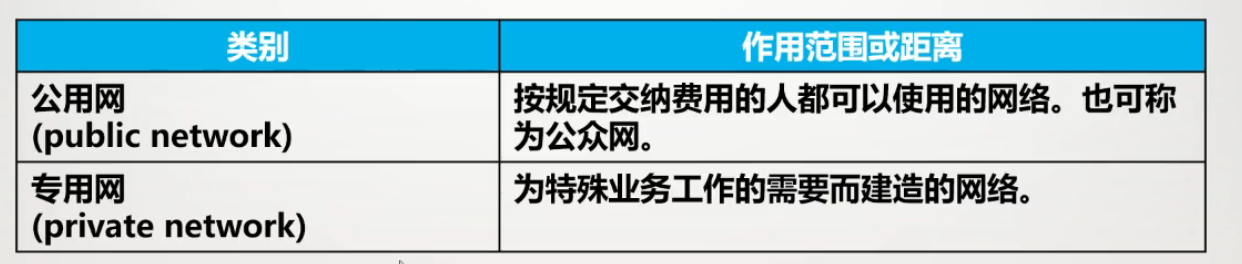 类别
作用范围或距离
公用网
(public network)
按规定交纳费用的人都可以使用的网络。也可称
为公众网。
专用网
(private network)
为特殊业务工作的需要而建造的网络。